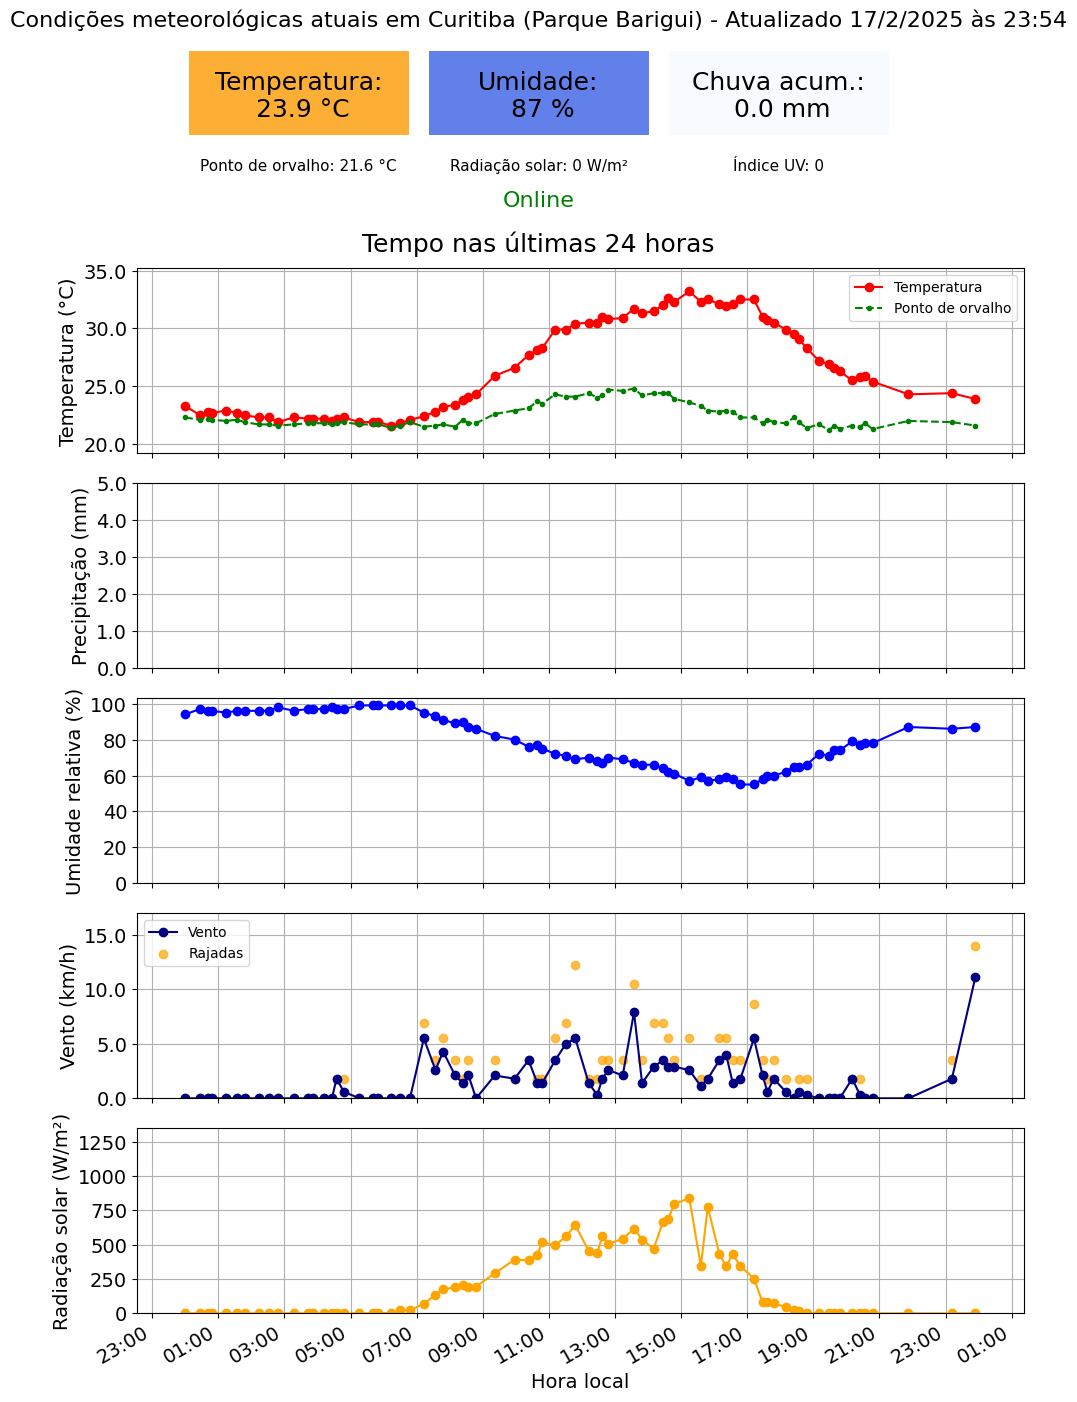 Condições meteorológicas atuais em Curitiba (Parque Barigui) - Atualizado 17/2/2025 às 23:54
Temperatura:
23.9 °C
Umidade:
87 %
Chuva acum.:
0.0 mm
Ponto de orvalho: 21.6 °C
Radiação solar: 0 W/m²
Índice UV: 0
Online
Tempo nas últimas 24 horas
Temperatura (°C)
35.0
30.0
25.0
20.0
Temperatura
Ponto de orvalho
Precipitação (mm)
5.0
4.0
3.0
2.0
1.0
0.0
Umidade relativa (%)
100
80
60
40
20
0
Vento (km/h)
15.0
10.0
5.0
0.0
Vento
Rajadas
Radiação solar (W/m²)
1250
1000
750
500
250
0
23:00
01:00
03:00
05:00
07:00
09:00
11:00
13:00
15:00
17:00
19:00
21:00
23:00
01:00
Hora local